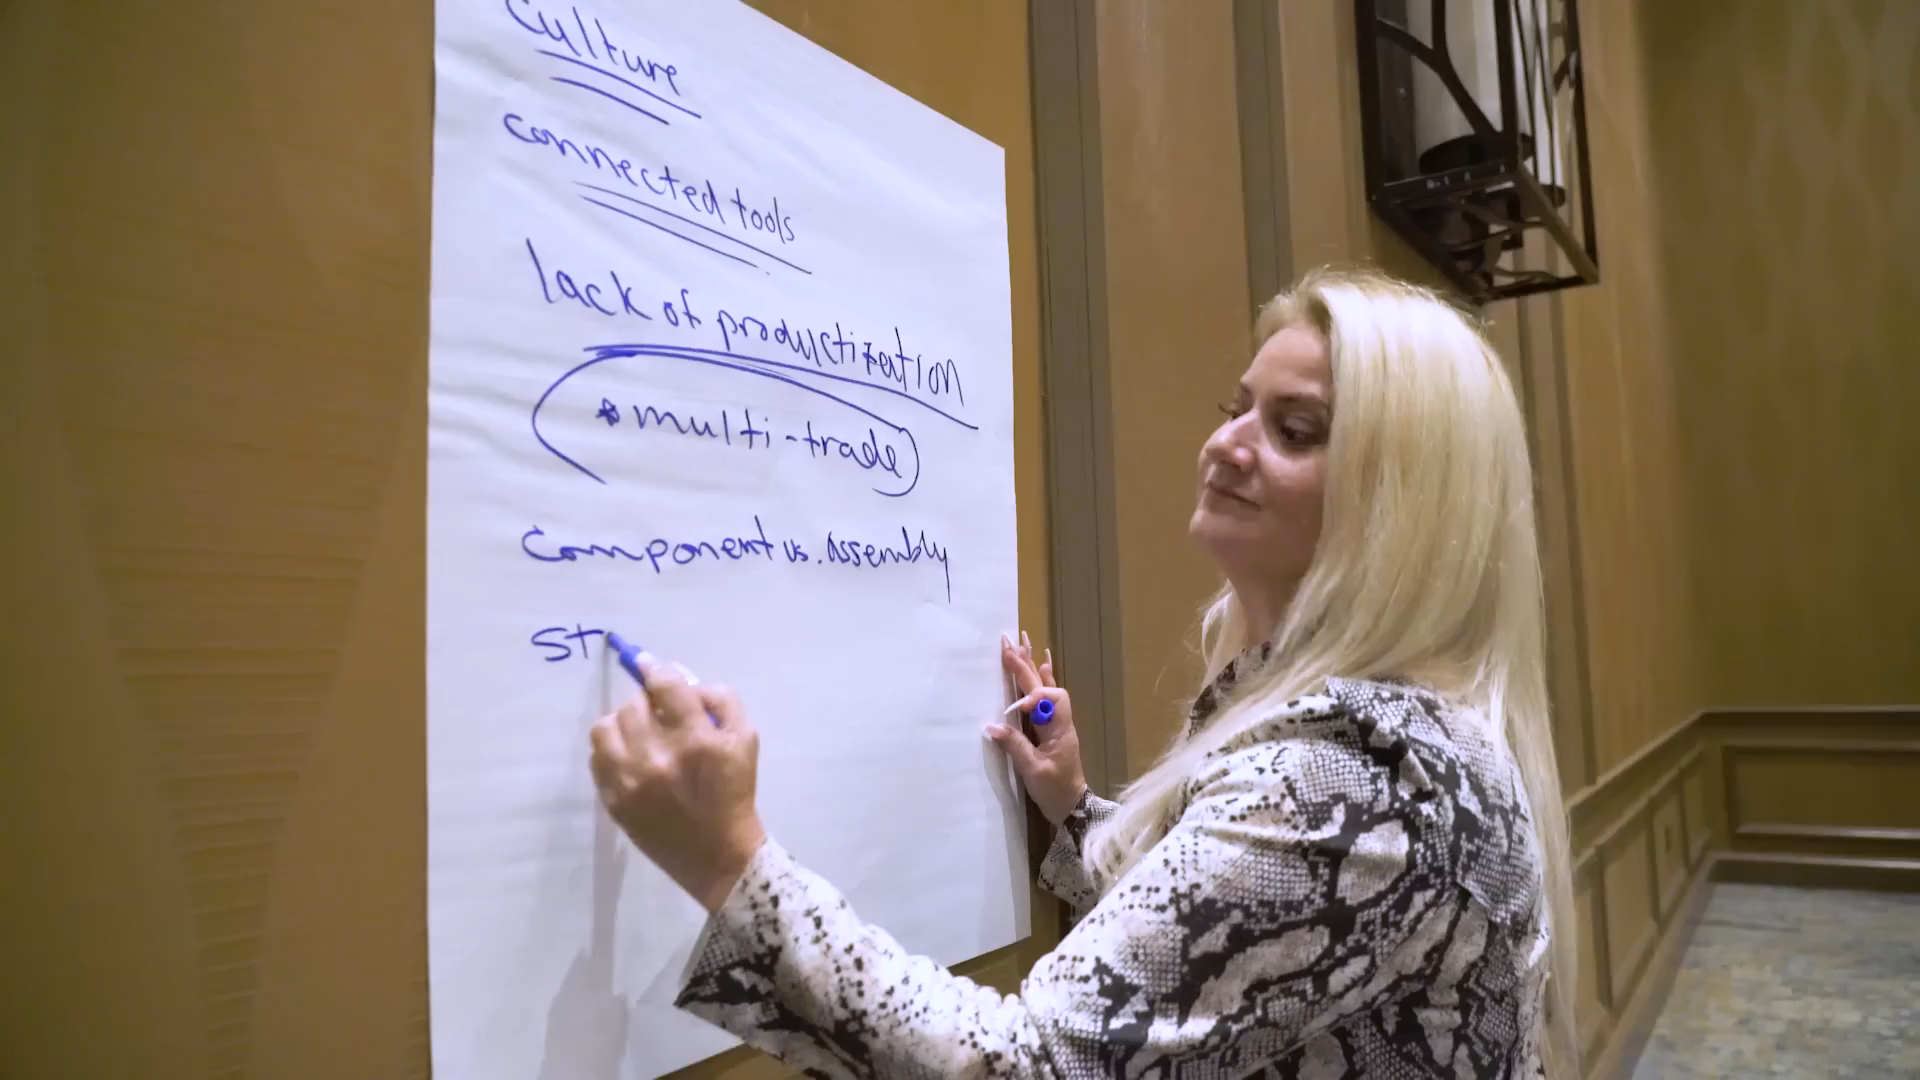 Culture
connected tools
lack of productization
* multi-trade
Component vs. assembly
St